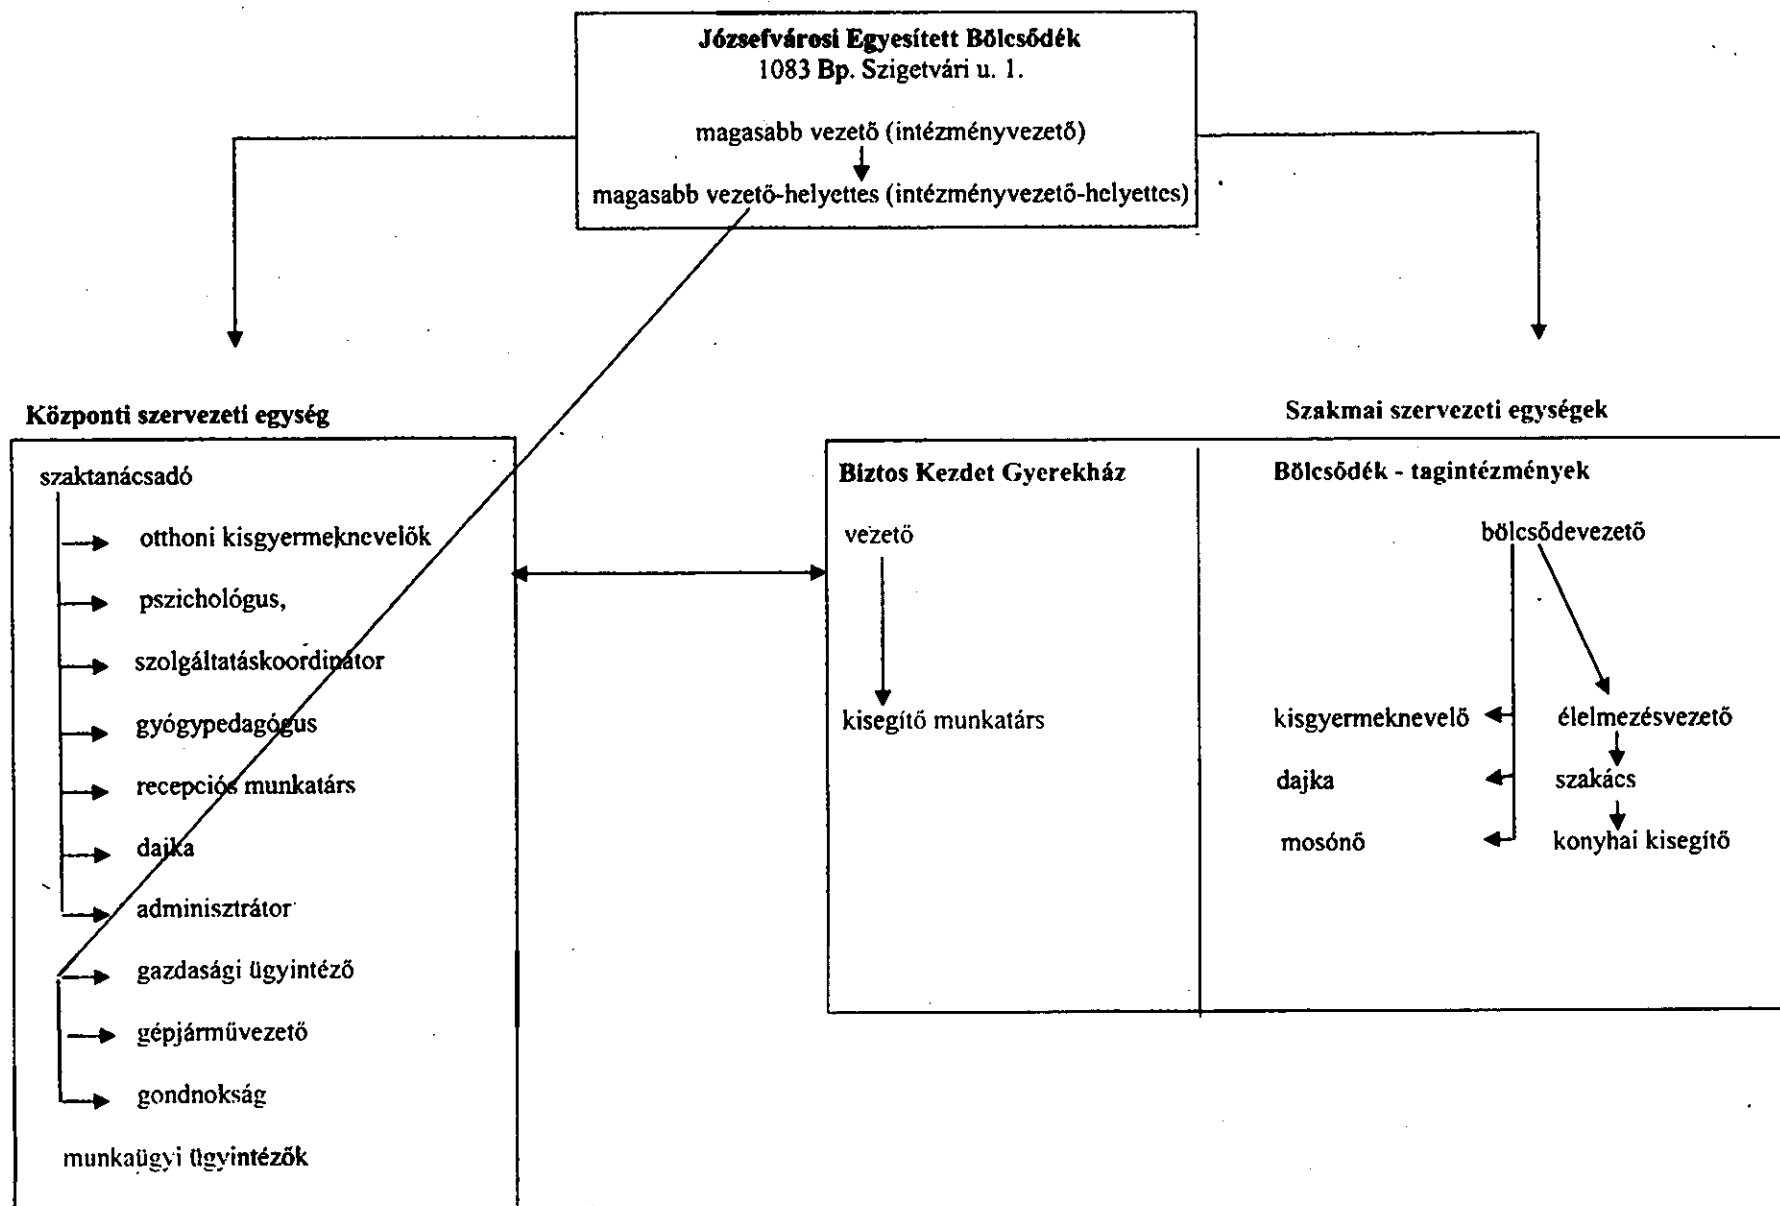 Józsefvárosi Egyesített Bölcsődék
1083 Bp. Szigetvári u. 1.
magasabb vezető (intézményvezető)
magasabb vezető-helyettes (intézményvezető-helyettes)
Központi szervezeti egység
szaktanácsadó
otthoni kisgyermeknevelők
pszichológus,
szolgáltatáskoordinátor
gyógypedagógus
recepciós munkatárs
dajka
adminisztrátor
gazdasági ügyintéző
gépjárművezető
gondnokság
munkaügyi ügyintézők
Szakmai szervezeti egységek
Biztos Kezdet Gyerekház
vezető
kisegítő munkatárs
Bölcsődék - tagintézmények
bölcsődevezető
kisgyermeknevelő
dajka
mosónő
élelmezésvezető
szakács
konyhai kisegítő